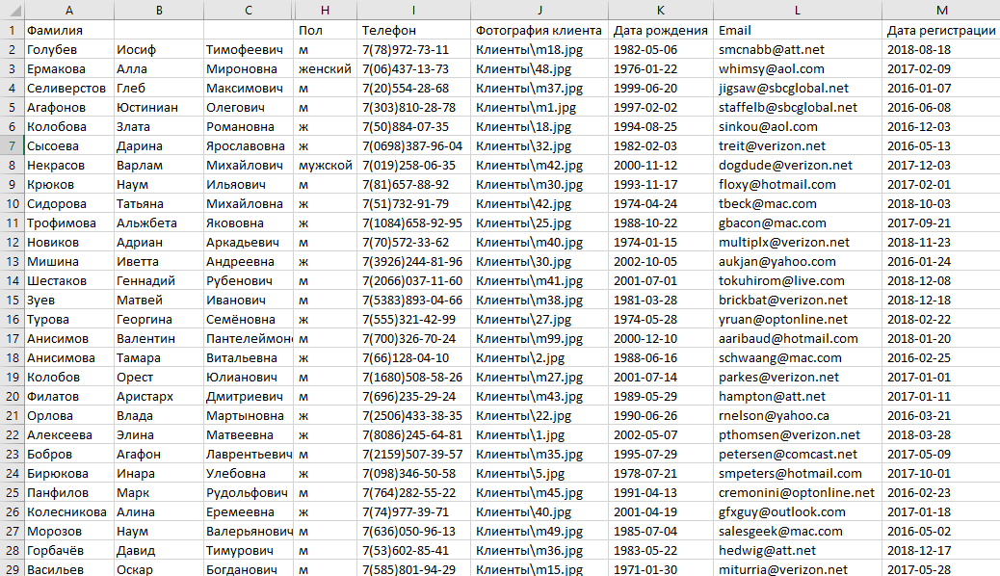 A B C H I J K L M
1 Фамилия Пол Телефон Фотография клиента Дата рождения Email Дата регистрации
2 Голубев Иосиф Тимофеевич м 7(78)972-73-11 Клиенты\m18.jpg 1982-05-06 smcnabb@att.net 2018-08-18
3 Ермакова Алла Мироновна женский 7(06)437-13-73 Клиенты\48.jpg 1976-01-22 whimsy@aol.com 2017-02-09
4 Селиверстов Глеб Максимович м 7(20)554-28-68 Клиенты\m37.jpg 1999-06-20 jigsaw@sbcglobal.net 2016-01-07
5 Агафонов Юстиниан Олегович м 7(303)810-28-78 Клиенты\m1.jpg 1997-02-02 staffelb@sbcglobal.net 2016-06-08
6 Колобова Злата Романовна ж 7(50)884-07-35 Клиенты\18.jpg 1994-08-25 sinkou@aol.com 2016-12-03
7 Сысоева Дарина Ярославовна ж 7(0698)387-96-04 Клиенты\32.jpg 1982-02-03 treit@verizon.net 2016-05-13
8 Некрасов Варлам Михайлович мужской 7(019)258-06-35 Клиенты\m42.jpg 2000-11-12 dogdude@verizon.net 2017-12-03
9 Крюков Наум Ильяович м 7(81)657-88-92 Клиенты\m30.jpg 1993-11-17 floxy@hotmail.com 2017-02-01
10 Сидорова Татьяна Михайловна ж 7(51)732-91-79 Клиенты\42.jpg 1974-04-24 tbeck@mac.com 2018-10-03
11 Трофимова Альжбета Якововна ж 7(1084)658-92-95 Клиенты\25.jpg 1988-10-22 gbacon@mac.com 2017-09-21
12 Новиков Адриан Аркадьевич м 7(70)572-33-62 Клиенты\m40.jpg 1974-01-15 multiplx@verizon.net 2018-11-23
13 Мишина Иветта Андреевна ж 7(3926)244-81-96 Клиенты\30.jpg 2002-10-05 aukjan@yahoo.com 2016-01-24
14 Шестаков Геннадий Рубенович м 7(2066)037-11-60 Клиенты\m41.jpg 2001-07-01 tokuhirom@live.com 2018-12-08
15 Зуев Матвей Иванович м 7(5383)893-04-66 Клиенты\m38.jpg 1981-03-28 brickbat@verizon.net 2018-12-18
16 Турова Георгина Семёновна ж 7(555)321-42-99 Клиенты\27.jpg 1974-05-28 yruan@optonline.net 2018-02-22
17 Анисимов Валентин Пантелеймон м 7(700)326-70-24 Клиенты\m99.jpg 2000-12-10 aaribaud@hotmail.com 2018-01-20
18 Анисимова Тамара Витальевна ж 7(66)128-04-10 Клиенты\2.jpg 1988-06-16 schwaang@mac.com 2016-02-25
19 Колобов Орест Юлианович м 7(1680)508-58-26 Клиенты\m27.jpg 2001-07-14 parkes@verizon.net 2017-01-01
20 Филатов Аристарх Дмитриевич м 7(696)235-29-24 Клиенты\m43.jpg 1989-05-29 hampton@att.net 2017-01-11
21 Орлова Влада Мартыновна ж 7(2506)433-38-35 Клиенты\22.jpg 1990-06-26 rnelson@yahoo.ca 2016-03-21
22 Алексеева Элина Матвеевна ж 7(8086)245-64-81 Клиенты\1.jpg 2002-05-07 pthomsen@verizon.net 2018-03-28
23 Бобров Агафон Лаврентьевич м 7(2159)507-39-57 Клиенты\m35.jpg 1995-07-29 petersen@comcast.net 2017-05-09
24 Бирюкова Инара Улебовна ж 7(098)346-50-58 Клиенты\5.jpg 1978-07-21 smpeters@hotmail.com 2017-10-01
25 Панфилов Марк Рудольфович м 7(764)282-55-22 Клиенты\m45.jpg 1991-04-13 cremonini@optonline.net 2016-02-23
26 Колесникова Алина Еремеевна ж 7(74)977-39-71 Клиенты\40.jpg 2001-04-19 gfxguy@outlook.com 2017-01-18
27 Морозов Наум Валерьянович м 7(636)050-96-13 Клиенты\m49.jpg 1985-07-04 salesgeek@mac.com 2016-05-02
28 Горбачёв Давид Тимурович м 7(53)602-85-41 Клиенты\m36.jpg 1983-05-22 hedwig@att.net 2018-12-17
29 Васильев Оскар Богданович м 7(585)801-94-29 Клиенты\m15.jpg 1971-01-30 miturria@verizon.net 2017-05-28